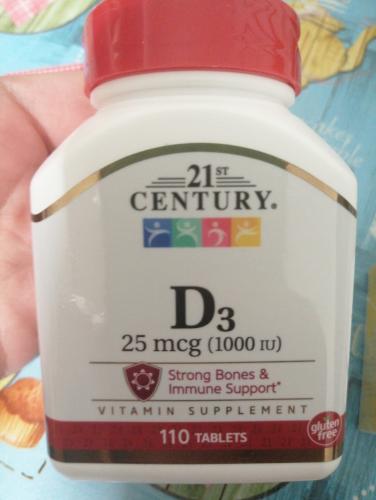 21ST
CENTURY®
D3
25 mcg (1000 IU)
Strong Bones &
Immune Support*
VITAMIN SUPPLEMENT
110 TABLETS
gluten
free